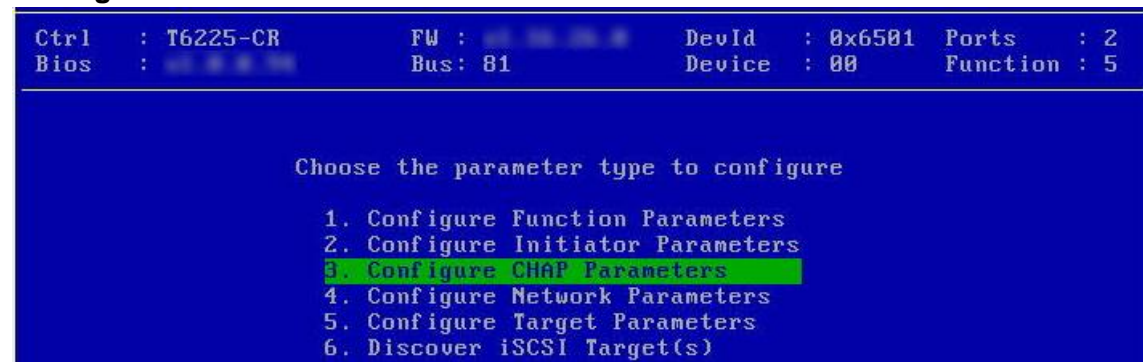 Ctrl : T6225-CR FW : DevId : 0x6501 Ports : 2
Bios : Bus: 81 Device : 00 Function : 5
Choose the parameter type to configure
1. Configure Function Parameters
2. Configure Initiator Parameters
3. Configure CHAP Parameters
4. Configure Network Parameters
5. Configure Target Parameters
6. Discover iSCSI Target(s)